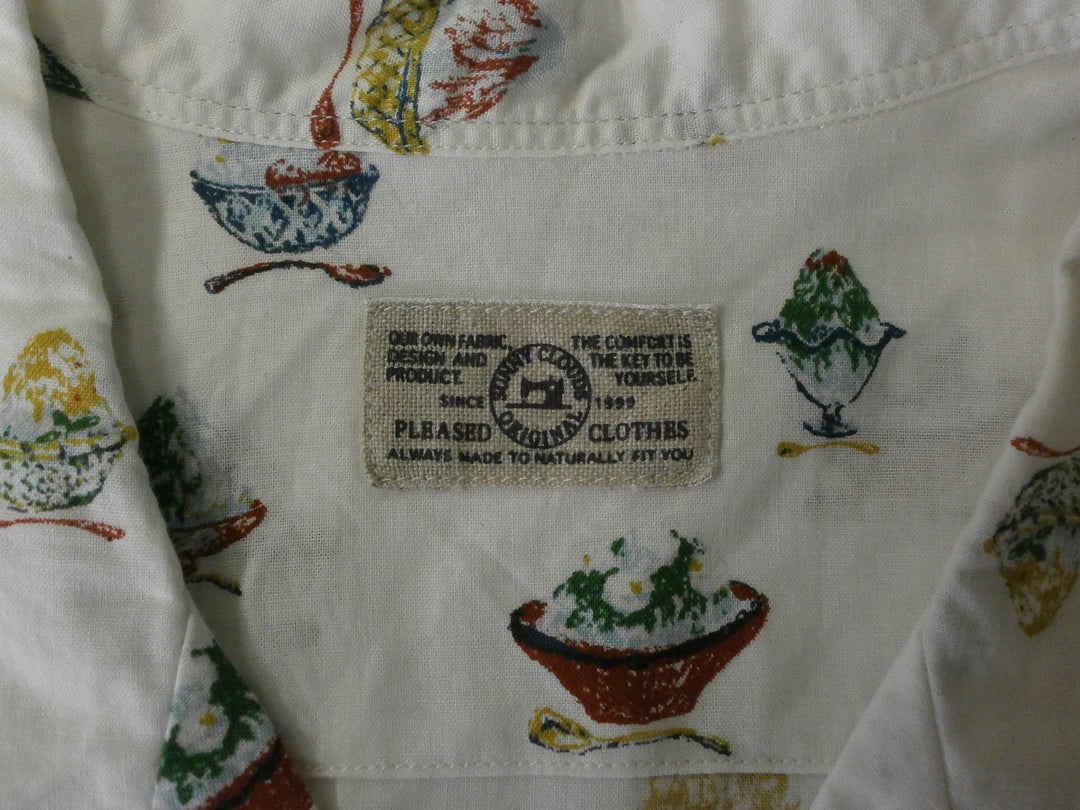 OUR OWN FABRIC,
DESIGN AND
PRODUCT.
THE COMFORT IS
THE KEY TO BE
YOURSELF.
SUNNY CLOUDS
ORIGINAL
SINCE 1999
PLEASED CLOTHES
ALWAYS MADE TO NATURALLY FIT YOU